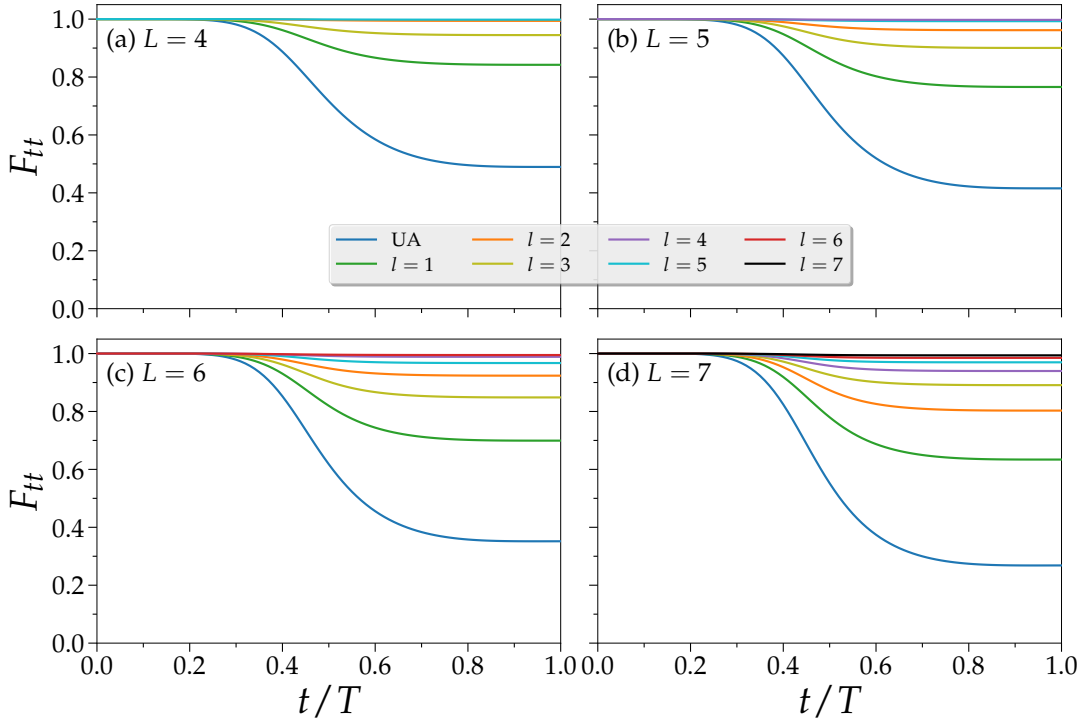 1.0
0.8
0.6
0.4
0.2
0.0
F_tt
(a) L = 4
(b) L = 5
UA
l = 1
l = 2
l = 3
l = 4
l = 5
l = 6
l = 7
1.0
0.8
0.6
0.4
0.2
0.0
F_tt
(c) L = 6
(d) L = 7
0.0 0.2 0.4 0.6 0.8 1.0
0.0 0.2 0.4 0.6 0.8 1.0
t/T
t/T